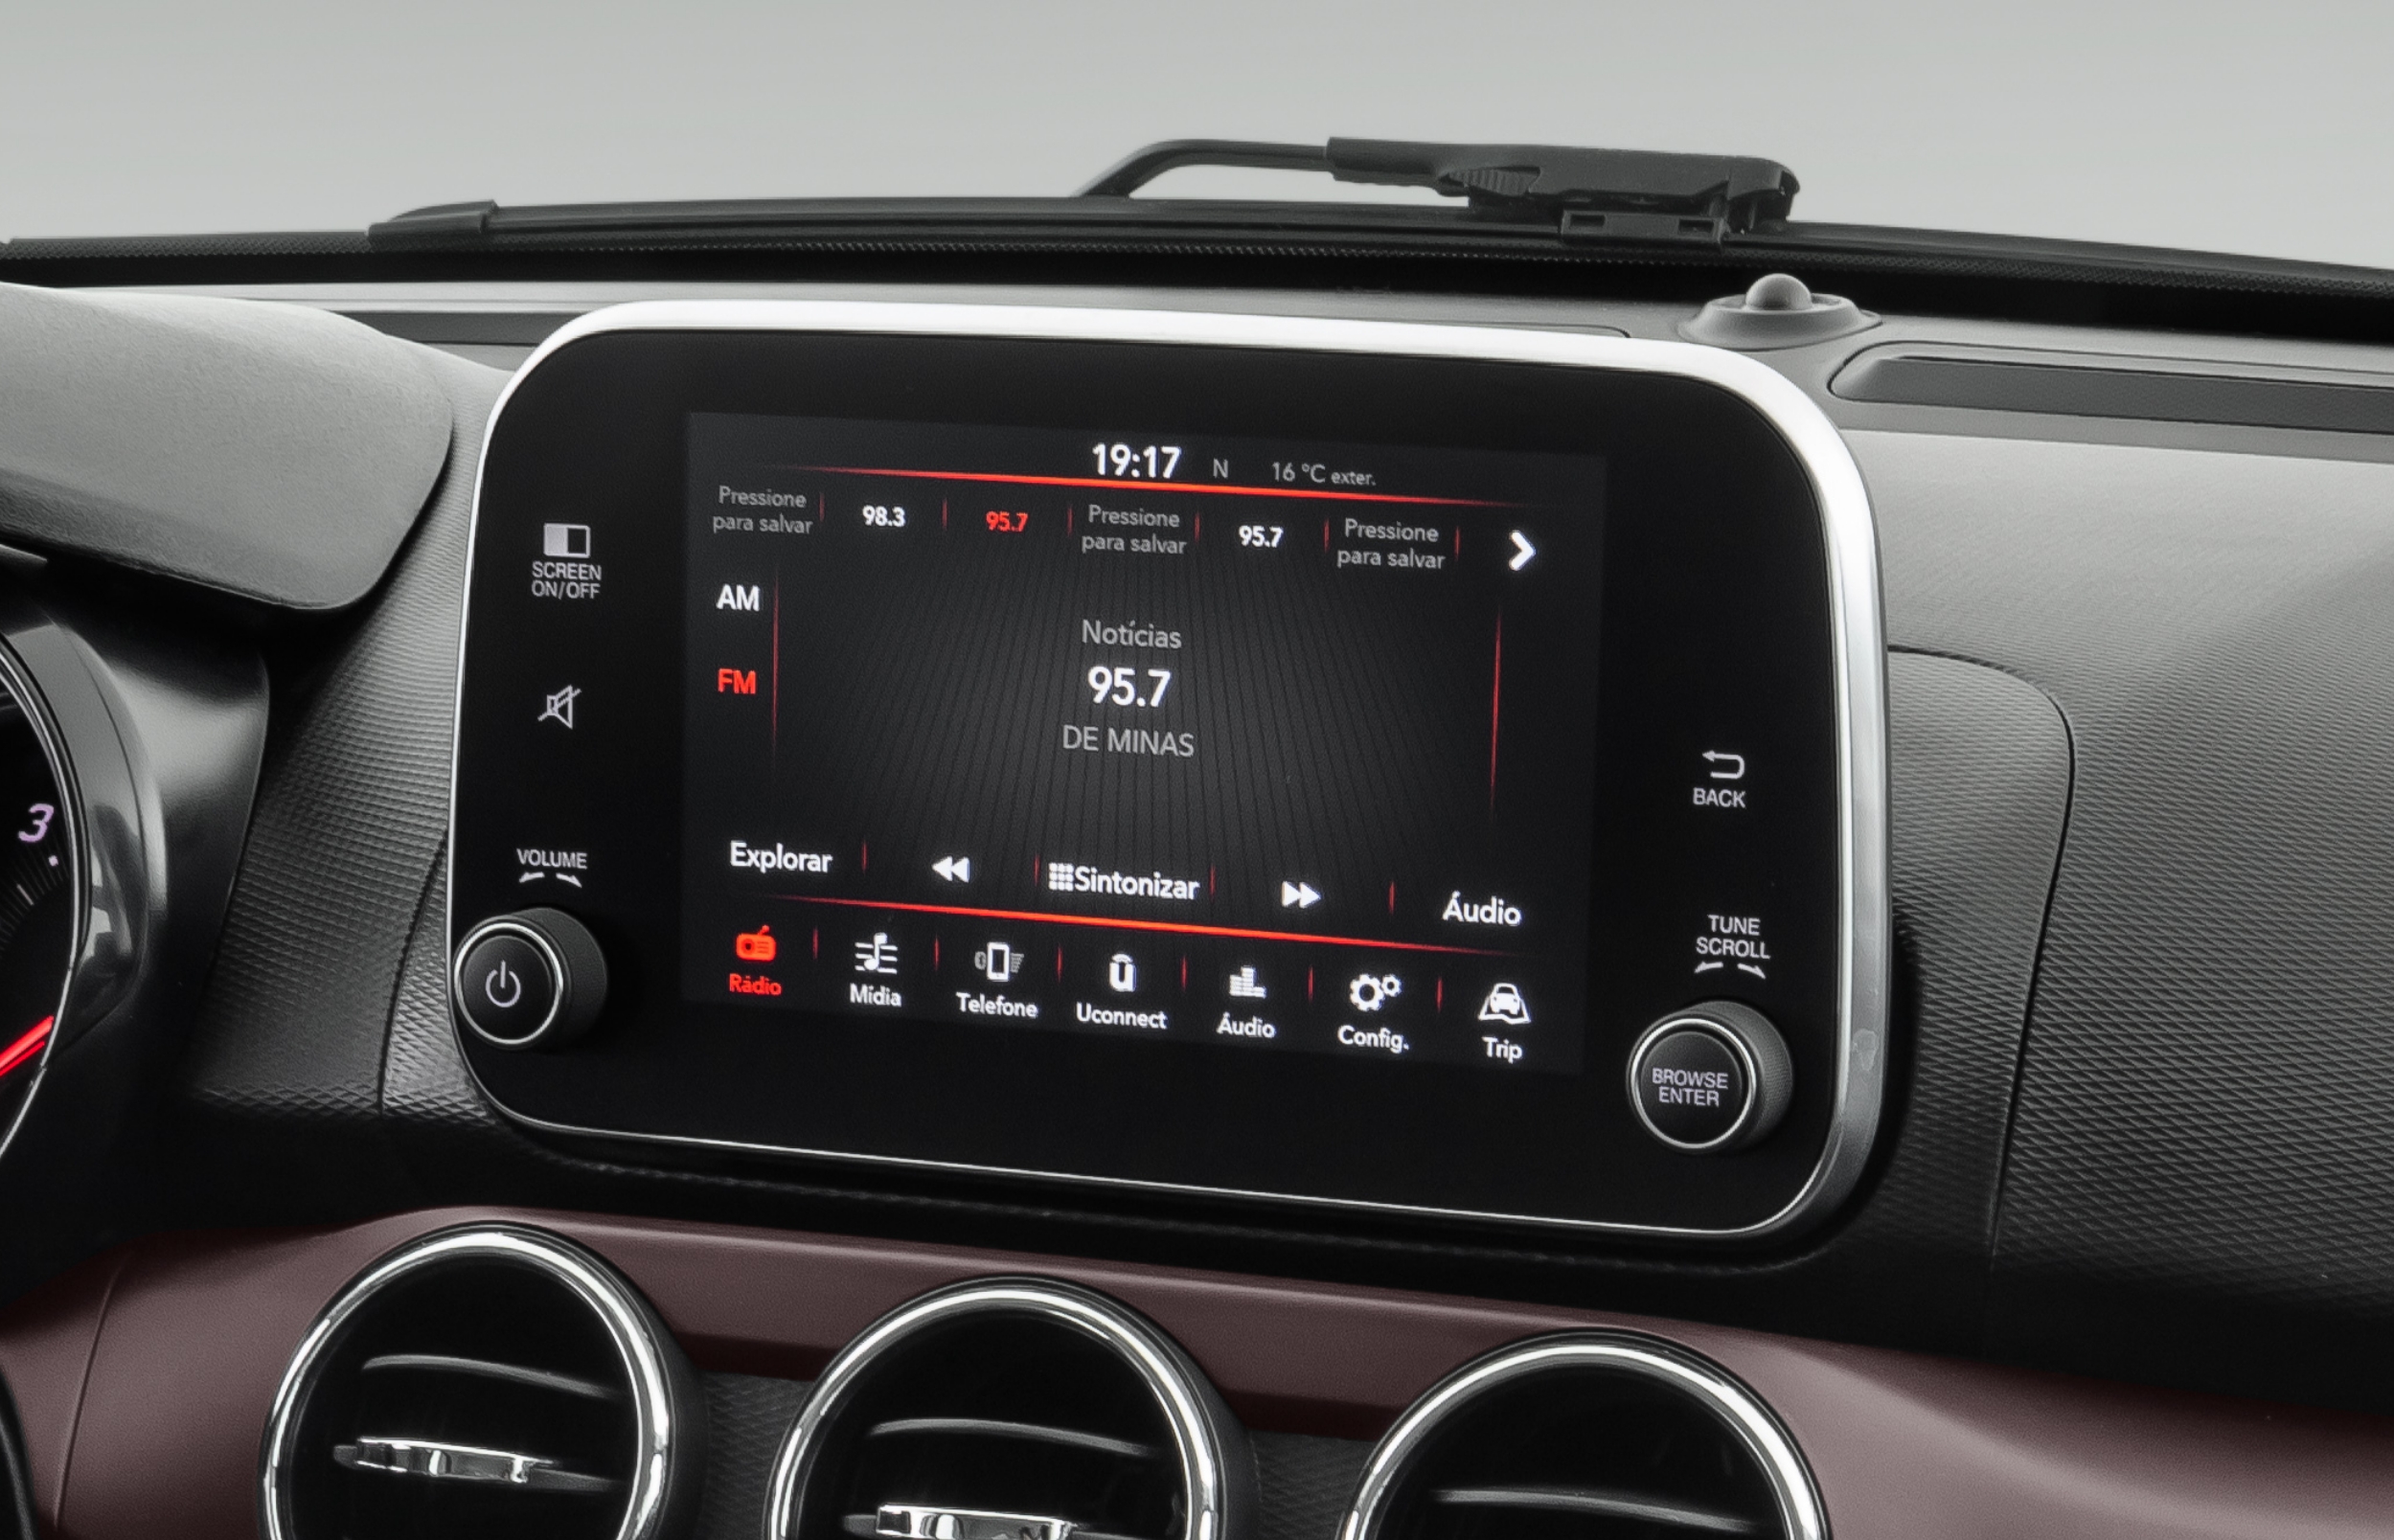 19:17 N 16 °C exter.
Pressione
para salvar
98.3
95.7
Pressione
para salvar
95.7
Pressione
para salvar
SCREEN
ON/OFF
AM
FM
Notícias
95.7
DE MINAS
BACK
VOLUME
Explorar
Sintonizar
Áudio
TUNE
SCROLL
Rádio
Mídia
Telefone
Uconnect
Áudio
Config.
Trip
BROWSE
ENTER
3